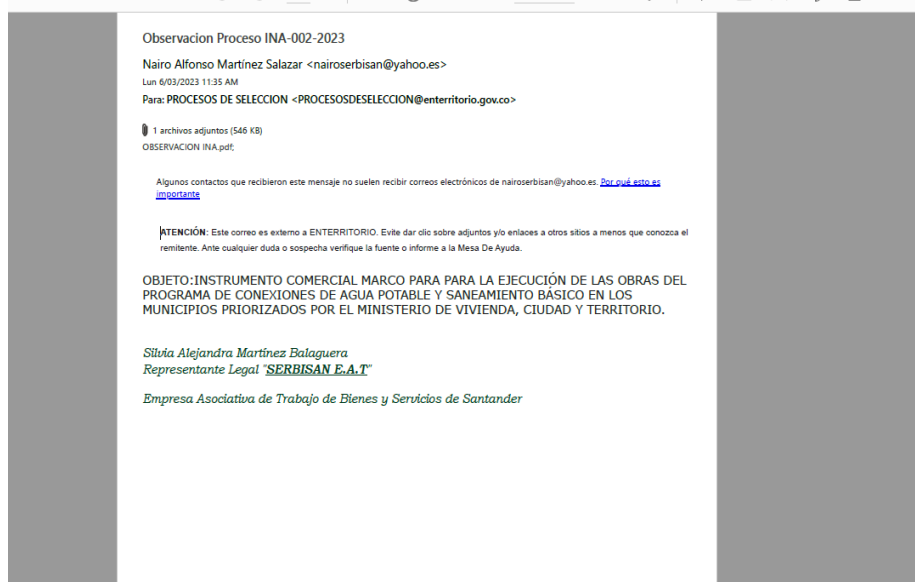 Observacion Proceso INA-002-2023
Nairo Alfonso Martínez Salazar <nairoserbisan@yahoo.es>
Lun 6/03/2023 11:35 AM
Para: PROCESOS DE SELECCION <PROCESOSDESELECCION@enterritorio.gov.co>
1 archivos adjuntos (546 KB)
OBSERVACION INA.pdf;
Algunos contactos que recibieron este mensaje no suelen recibir correos electrónicos de nairoserbisan@yahoo.es. Por qué esto es
importante
ATENCIÓN: Este correo es externo a ENTERRITORIO. Evite dar clic sobre adjuntos y/o enlaces a otros sitios a menos que conozca el
remitente. Ante cualquier duda o sospecha verifique la fuente o informe a la Mesa De Ayuda.
OBJETO:INSTRUMENTO COMERCIAL MARCO PARA PARA LA EJECUCIÓN DE LAS OBRAS DEL
PROGRAMA DE CONEXIONES DE AGUA POTABLE Y SANEAMIENTO BÁSICO EN LOS
MUNICIPIOS PRIORIZADOS POR EL MINISTERIO DE VIVIENDA, CIUDAD Y TERRITORIO.
Silvia Alejandra Martínez Balaguera
Representante Legal "SERBISAN E.A.T"
Empresa Asociativa de Trabajo de Bienes y Servicios de Santander